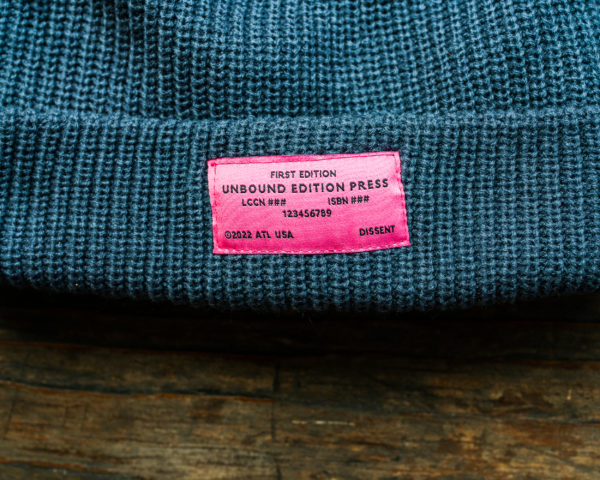 FIRST EDITION
UNBOUND EDITION PRESS
LCCN ### ISBN ###
123456789
©2022 ATL USA DISSENT